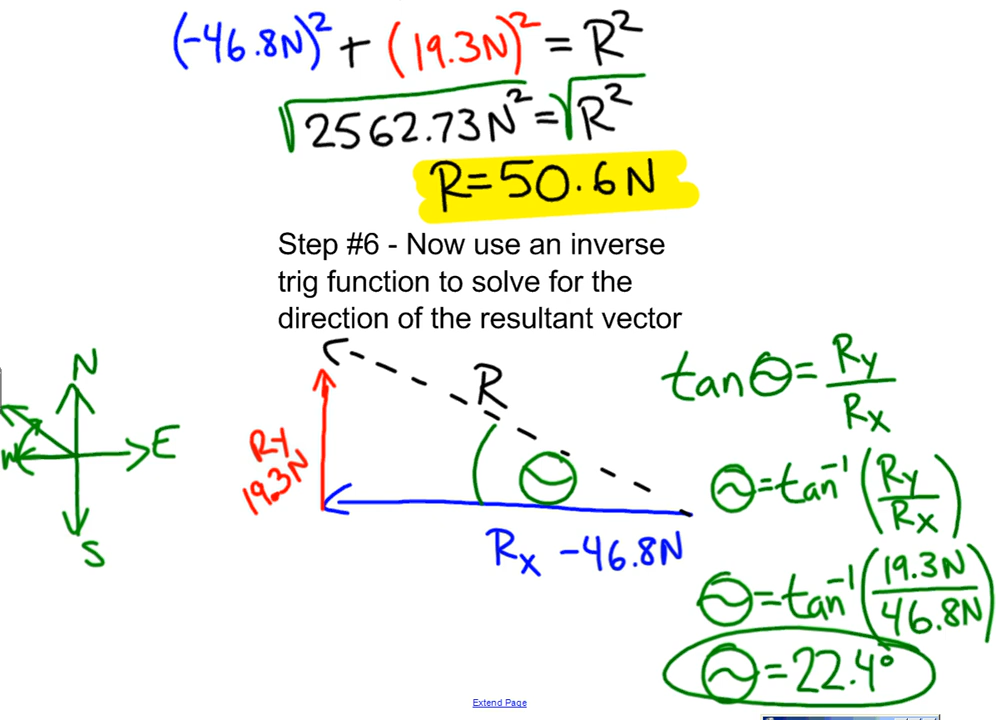 (-46.8N)² + (19.3N)² = R²
√2562.73N² = √R²
R = 50.6N
Step #6 - Now use an inverse
trig function to solve for the
direction of the resultant vector
N
E
W
S
R
Ry
19.3N
Θ
Rx -46.8N
tan Θ = Ry/Rx
Θ = tan⁻¹(Ry/Rx)
Θ = tan⁻¹(19.3N/46.8N)
Θ = 22.4°
Extend Page